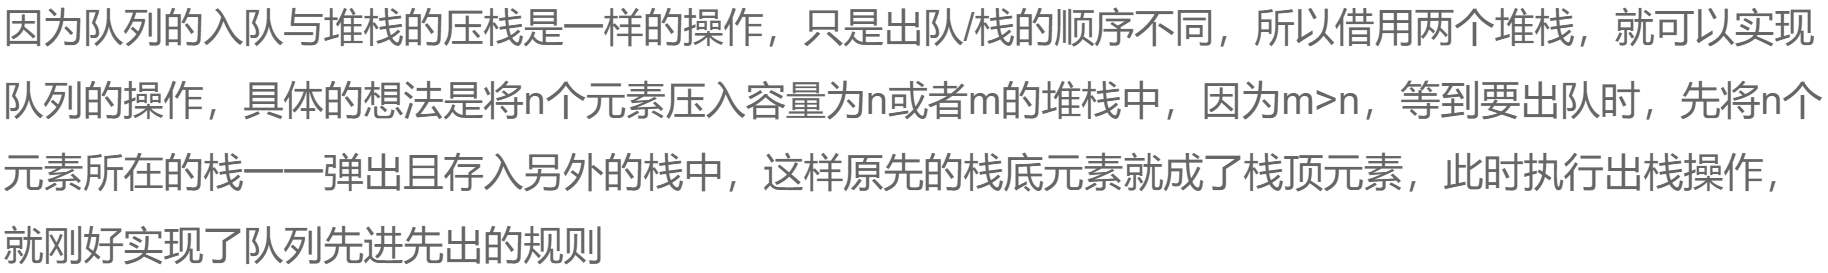 因为队列的入队与堆栈的压栈是一样的操作，只是出队/栈的顺序不同，所以借用两个堆栈，就可以实现
队列的操作，具体的想法是将n个元素压入容量为n或者m的堆栈中，因为m>n，等到要出队时，先将n个
元素所在的栈一一弹出且存入另外的栈中，这样原先的栈底元素就成了栈顶元素，此时执行出栈操作，
就刚好实现了队列先进先出的规则